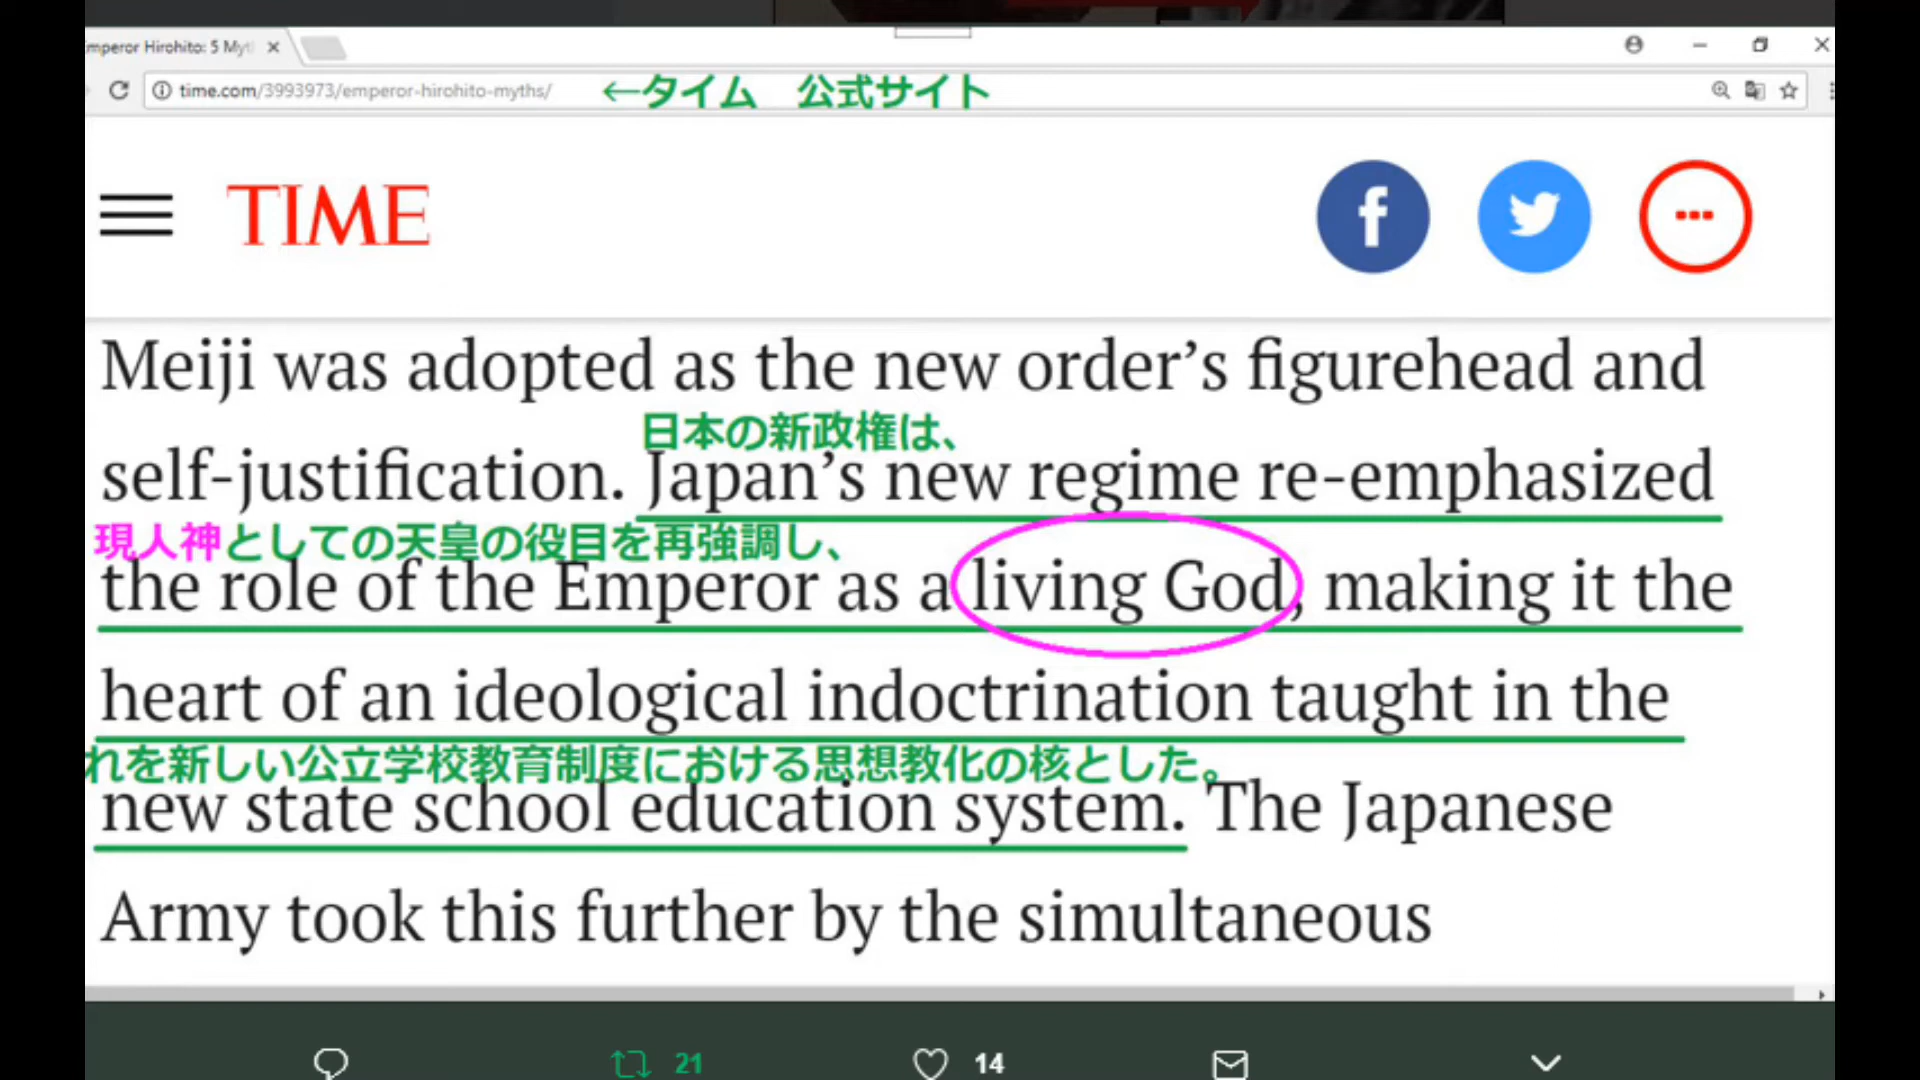 mperor Hirohito: 5 Myt
time.com/3993973/emperor-hirohito-myths/ ←タイム 公式サイト
TIME
Meiji was adopted as the new order’s figurehead and
日本の新政権は、
self-justification. Japan’s new regime re-emphasized
現人神としての天皇の役目を再強調し、
the role of the Emperor as a living God, making it the
heart of an ideological indoctrination taught in the
れを新しい公立学校教育制度における思想教化の核とした。
new state school education system. The Japanese
Army took this further by the simultaneous
21 14